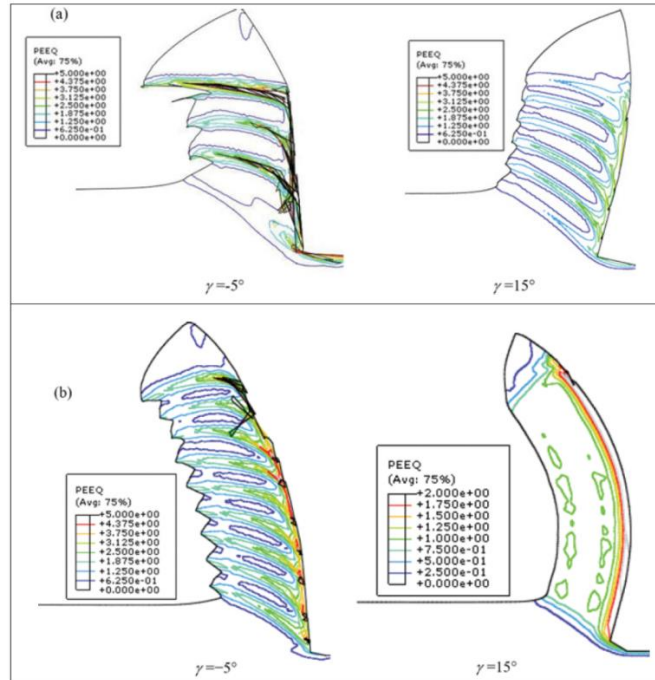 (a)
PEEQ
(Avg: 75%)
+5.000e+00
+4.375e+00
+3.750e+00
+3.125e+00
+2.500e+00
+1.875e+00
+1.250e+00
+6.250e-01
+0.000e+00
γ=-5°
PEEQ
(Avg: 75%)
+5.000e+00
+4.375e+00
+3.750e+00
+3.125e+00
+2.500e+00
+1.875e+00
+1.250e+00
+6.250e-01
+0.000e+00
γ=15°
(b)
PEEQ
(Avg: 75%)
+5.000e+00
+4.375e+00
+3.750e+00
+3.125e+00
+2.500e+00
+1.875e+00
+1.250e+00
+6.250e-01
+0.000e+00
γ=−5°
PEEQ
(Avg: 75%)
+2.000e+00
+1.750e+00
+1.500e+00
+1.250e+00
+1.000e+00
+7.500e-01
+5.000e-01
+2.500e-01
+0.000e+00
γ=15°